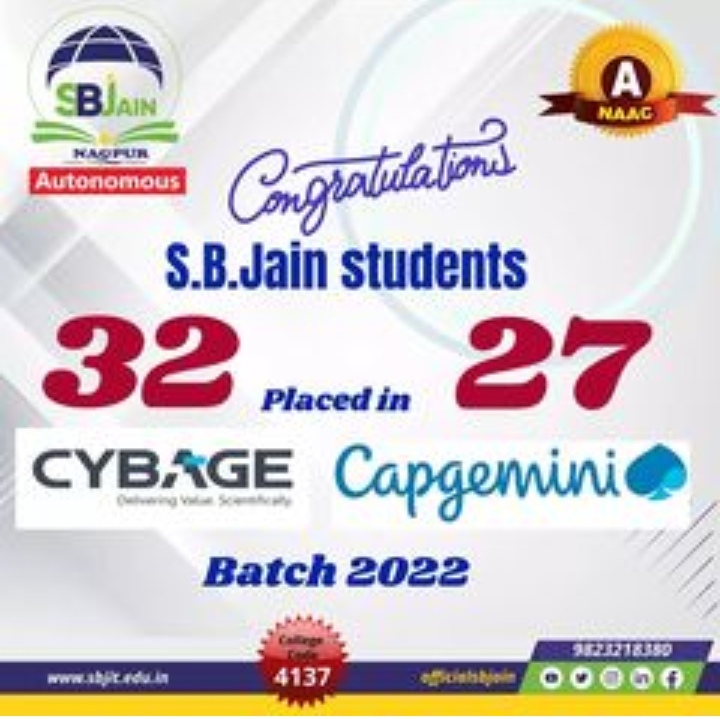 SBJAIN
NAGPUR
Autonomous
A
NAAC
Congratulations
S.B.Jain students
32 Placed in 27
CYBAGE
Delivering Value. Scientifically.
Capgemini
Batch 2022
College
Code
4137
www.sbjit.edu.in
officialsbjain
9823218380